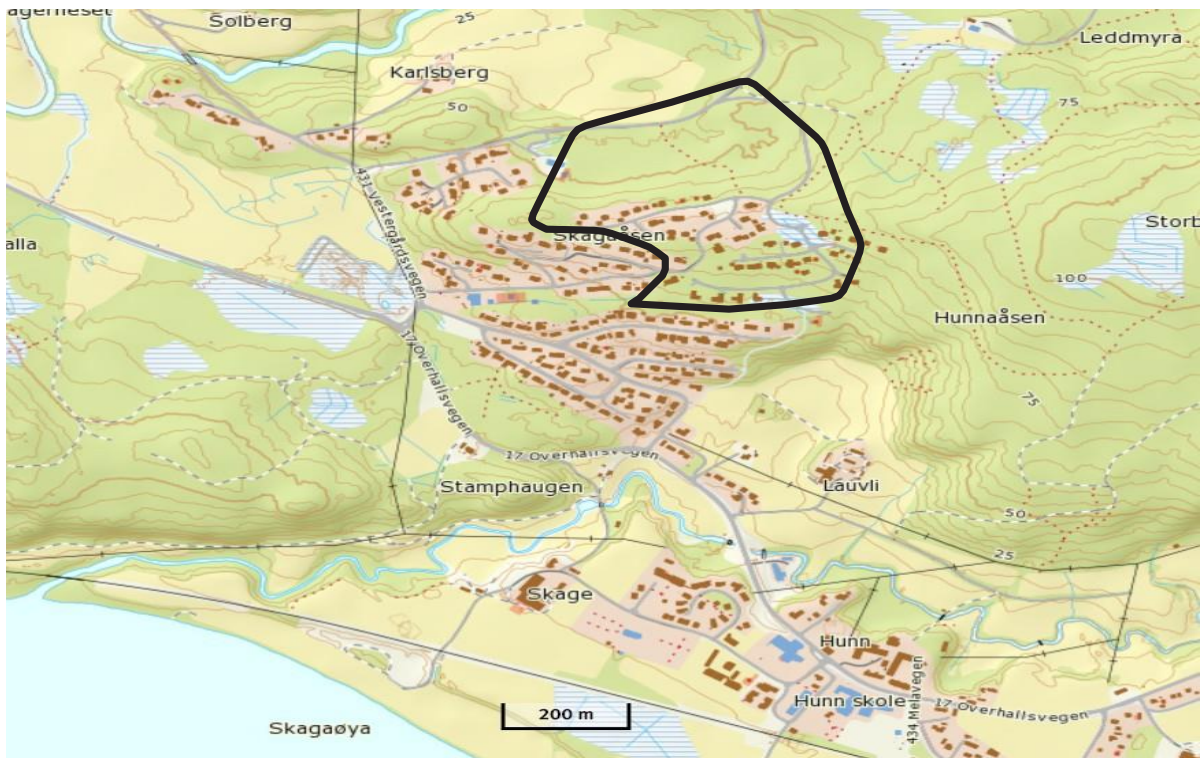 Solberg
25
Leddmyra
Karlsberg
50
75
431 Vestergårdsvegen
Skagaåsen
alla
Storb
100
Hunnaåsen
17 Overhallsvegen
75
17 Overhallsvegen
Stamphaugen
Lauvli
50
25
Skage
Hunn
Hunn skole
434 Melavegen
17 Overhallsvegen
200 m
Skagaøya